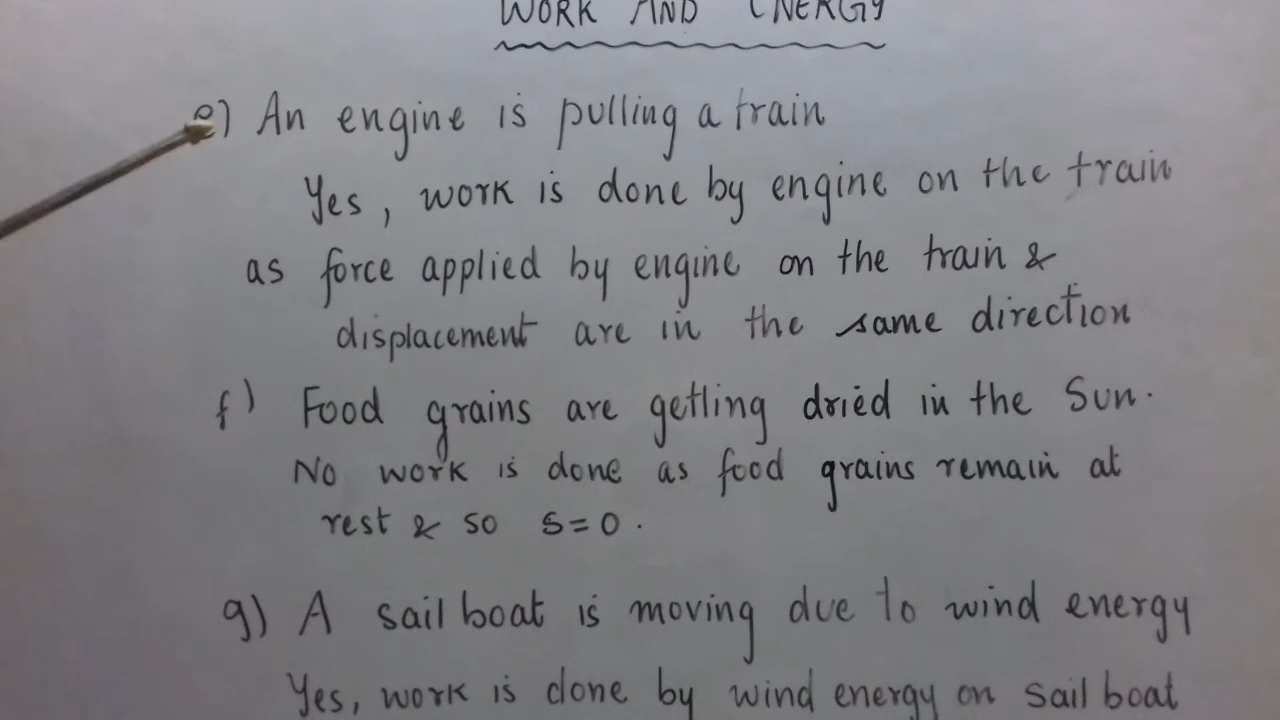 WORK AND ENERGY
e) An engine is pulling a train
Yes, work is done by engine on the train
as force applied by engine on the train &
displacement are in the same direction
f) Food grains are getting dried in the Sun.
No work is done as food grains remain at
rest & so s=0.
g) A sail boat is moving due to wind energy
Yes, work is done by wind energy on sail boat